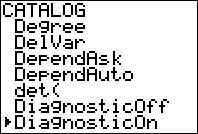 CATALOG
Degree
DelVar
DependAsk
DependAuto
det(
DiagnosticOff
DiagnosticOn